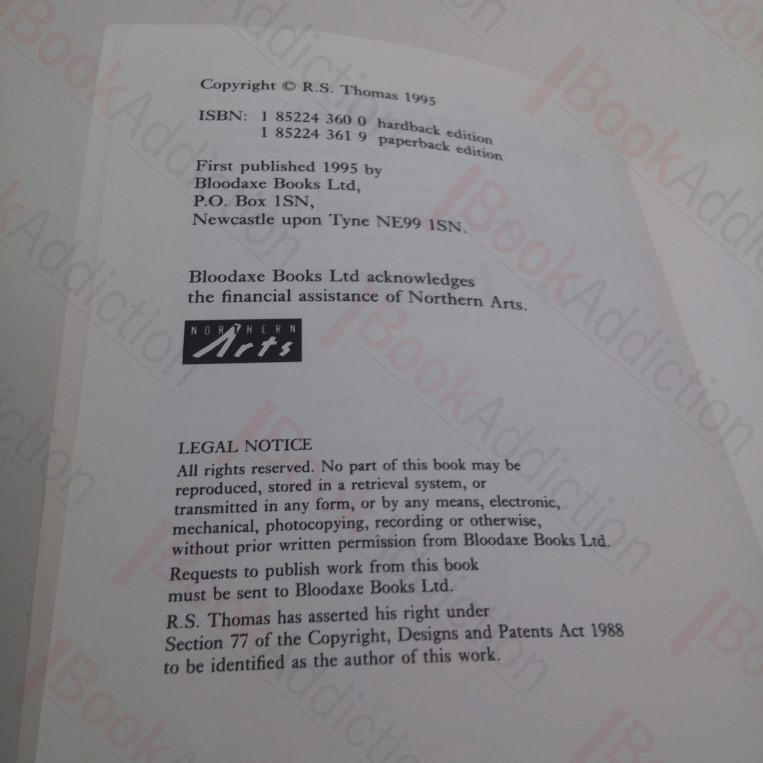 Copyright © R.S. Thomas 1995
ISBN: 1 85224 360 0 hardback edition
1 85224 361 9 paperback edition
First published 1995 by
Bloodaxe Books Ltd,
P.O. Box 1SN,
Newcastle upon Tyne NE99 1SN.
Bloodaxe Books Ltd acknowledges
the financial assistance of Northern Arts.
NORTHERN
Arts
LEGAL NOTICE
All rights reserved. No part of this book may be
reproduced, stored in a retrieval system, or
transmitted in any form, or by any means, electronic,
mechanical, photocopying, recording or otherwise,
without prior written permission from Bloodaxe Books Ltd.
Requests to publish work from this book
must be sent to Bloodaxe Books Ltd.
R.S. Thomas has asserted his right under
Section 77 of the Copyright, Designs and Patents Act 1988
to be identified as the author of this work.
BookAddiction